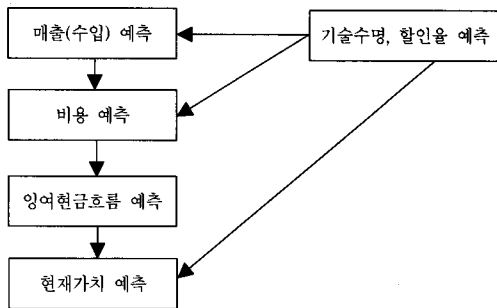 매출(수입) 예측
기술수명, 할인율 예측
비용 예측
잉여현금흐름 예측
현재가치 예측